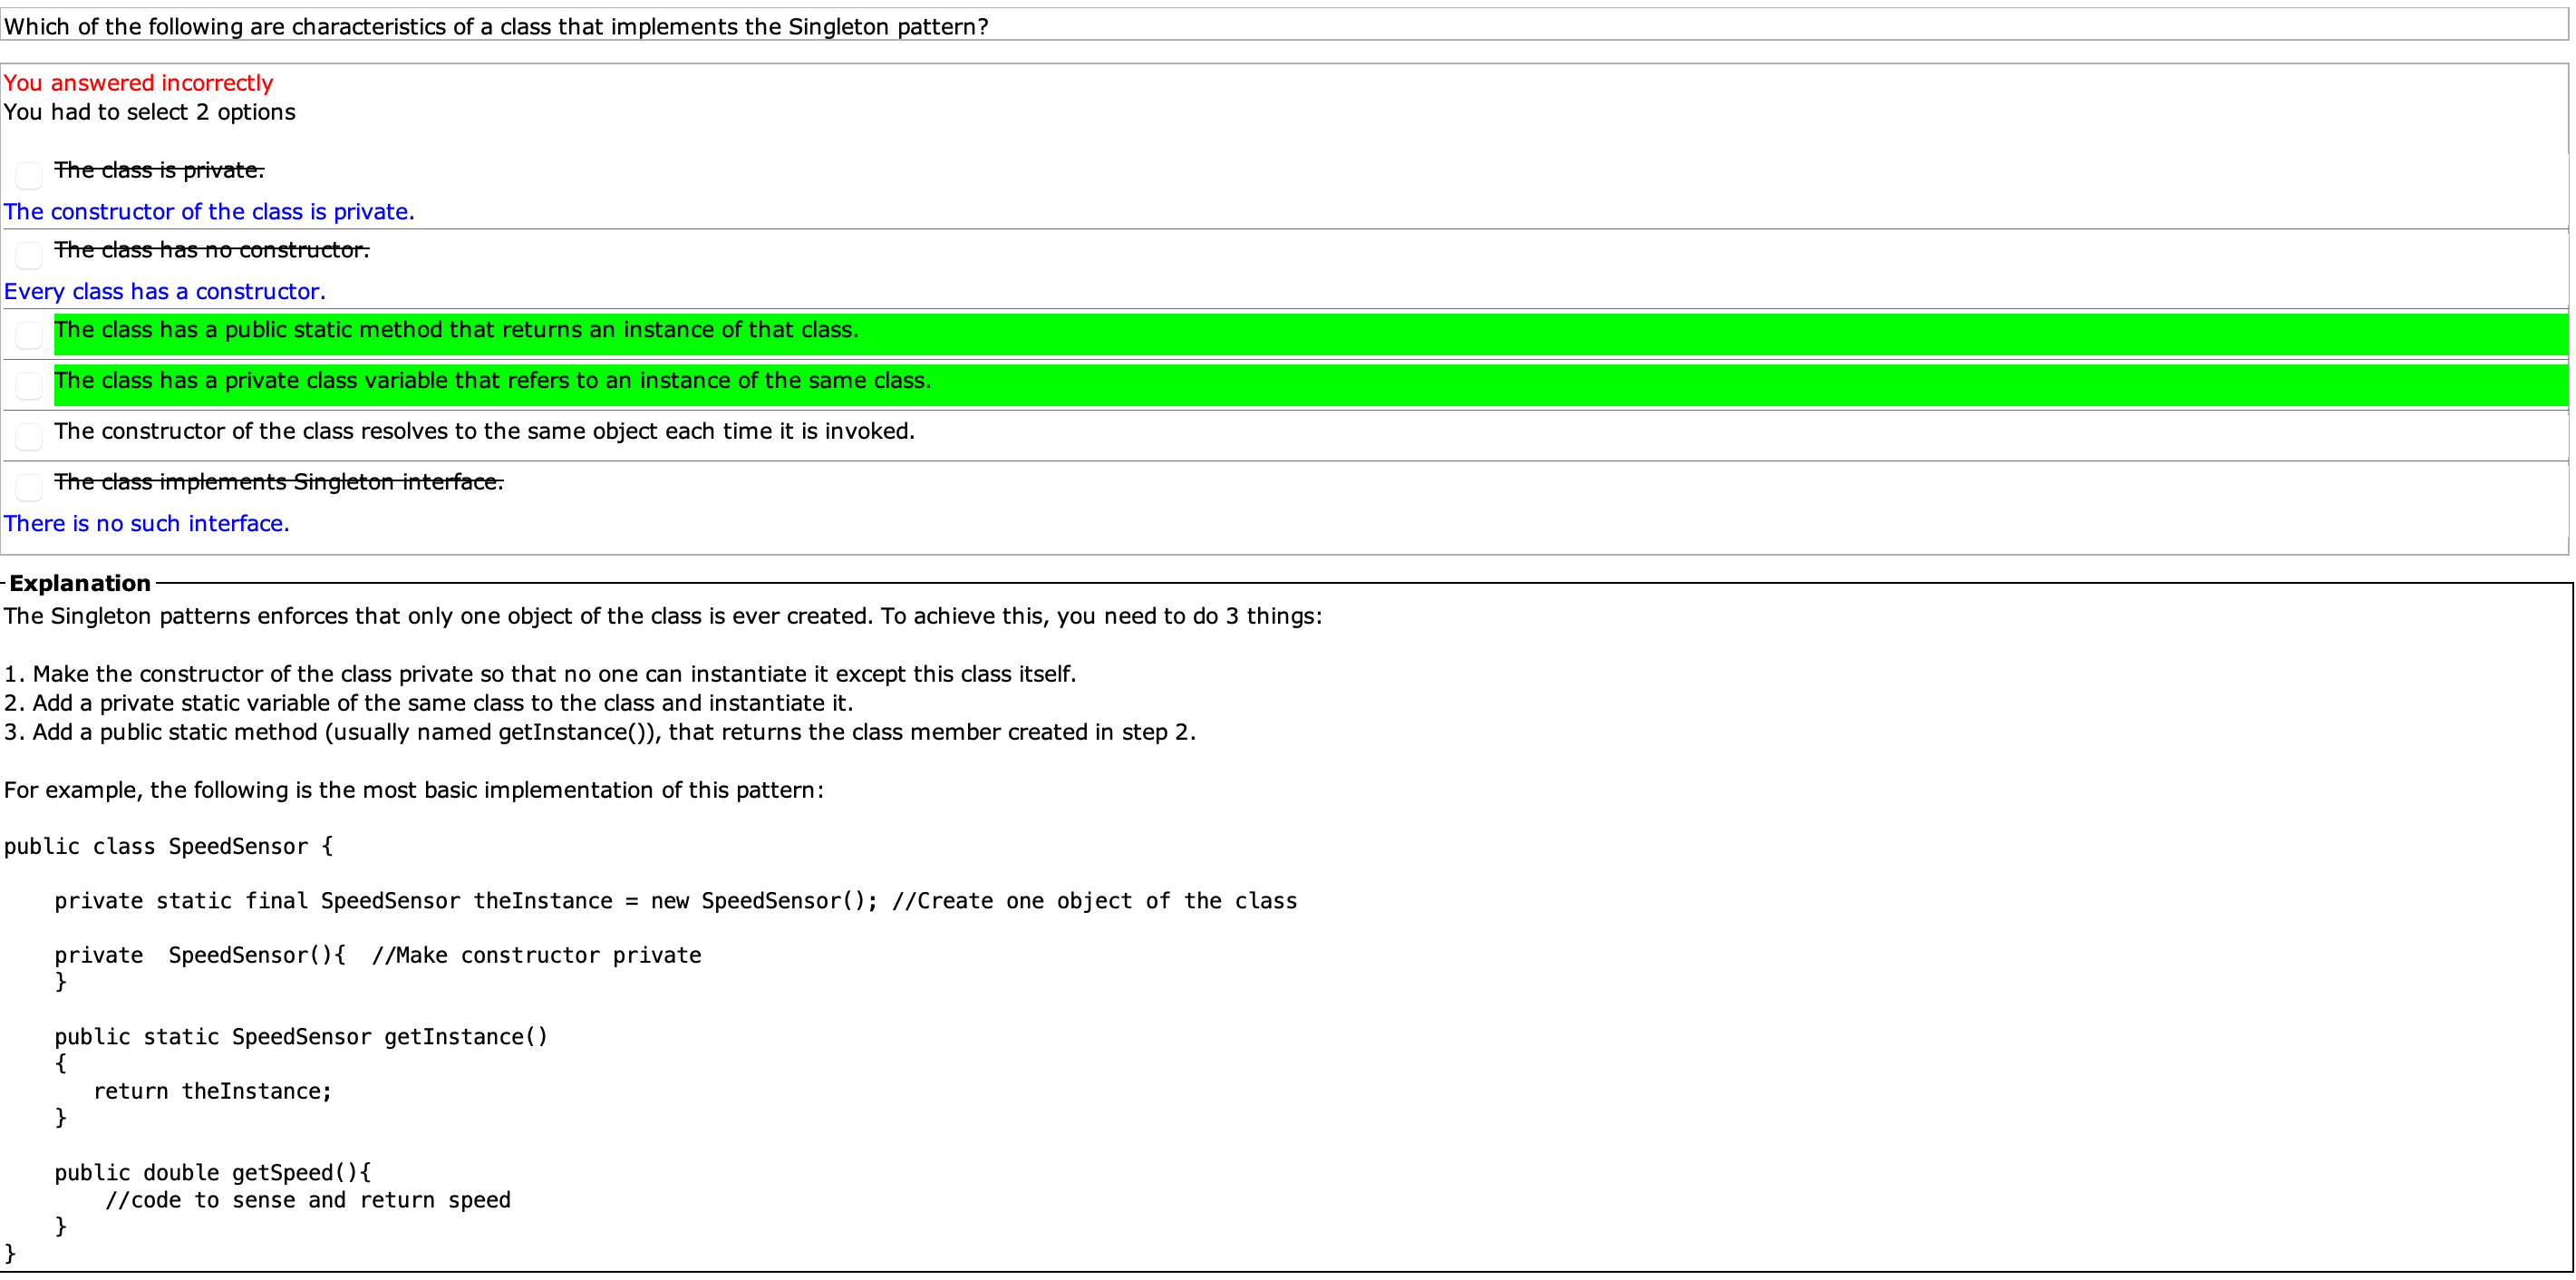 Which of the following are characteristics of a class that implements the Singleton pattern?
You answered incorrectly
You had to select 2 options
The class is private.
The constructor of the class is private.
The class has no constructor.
Every class has a constructor.
The class has a public static method that returns an instance of that class.
The class has a private class variable that refers to an instance of the same class.
The constructor of the class resolves to the same object each time it is invoked.
The class implements Singleton interface.
There is no such interface.
Explanation
The Singleton patterns enforces that only one object of the class is ever created. To achieve this, you need to do 3 things:
1. Make the constructor of the class private so that no one can instantiate it except this class itself.
2. Add a private static variable of the same class to the class and instantiate it.
3. Add a public static method (usually named getInstance()), that returns the class member created in step 2.
For example, the following is the most basic implementation of this pattern:
public class SpeedSensor {
    private static final SpeedSensor theInstance = new SpeedSensor(); //Create one object of the class
    private  SpeedSensor(){  //Make constructor private
    }
    public static SpeedSensor getInstance()
    {
       return theInstance;
    }
    public double getSpeed(){
        //code to sense and return speed
    }
}